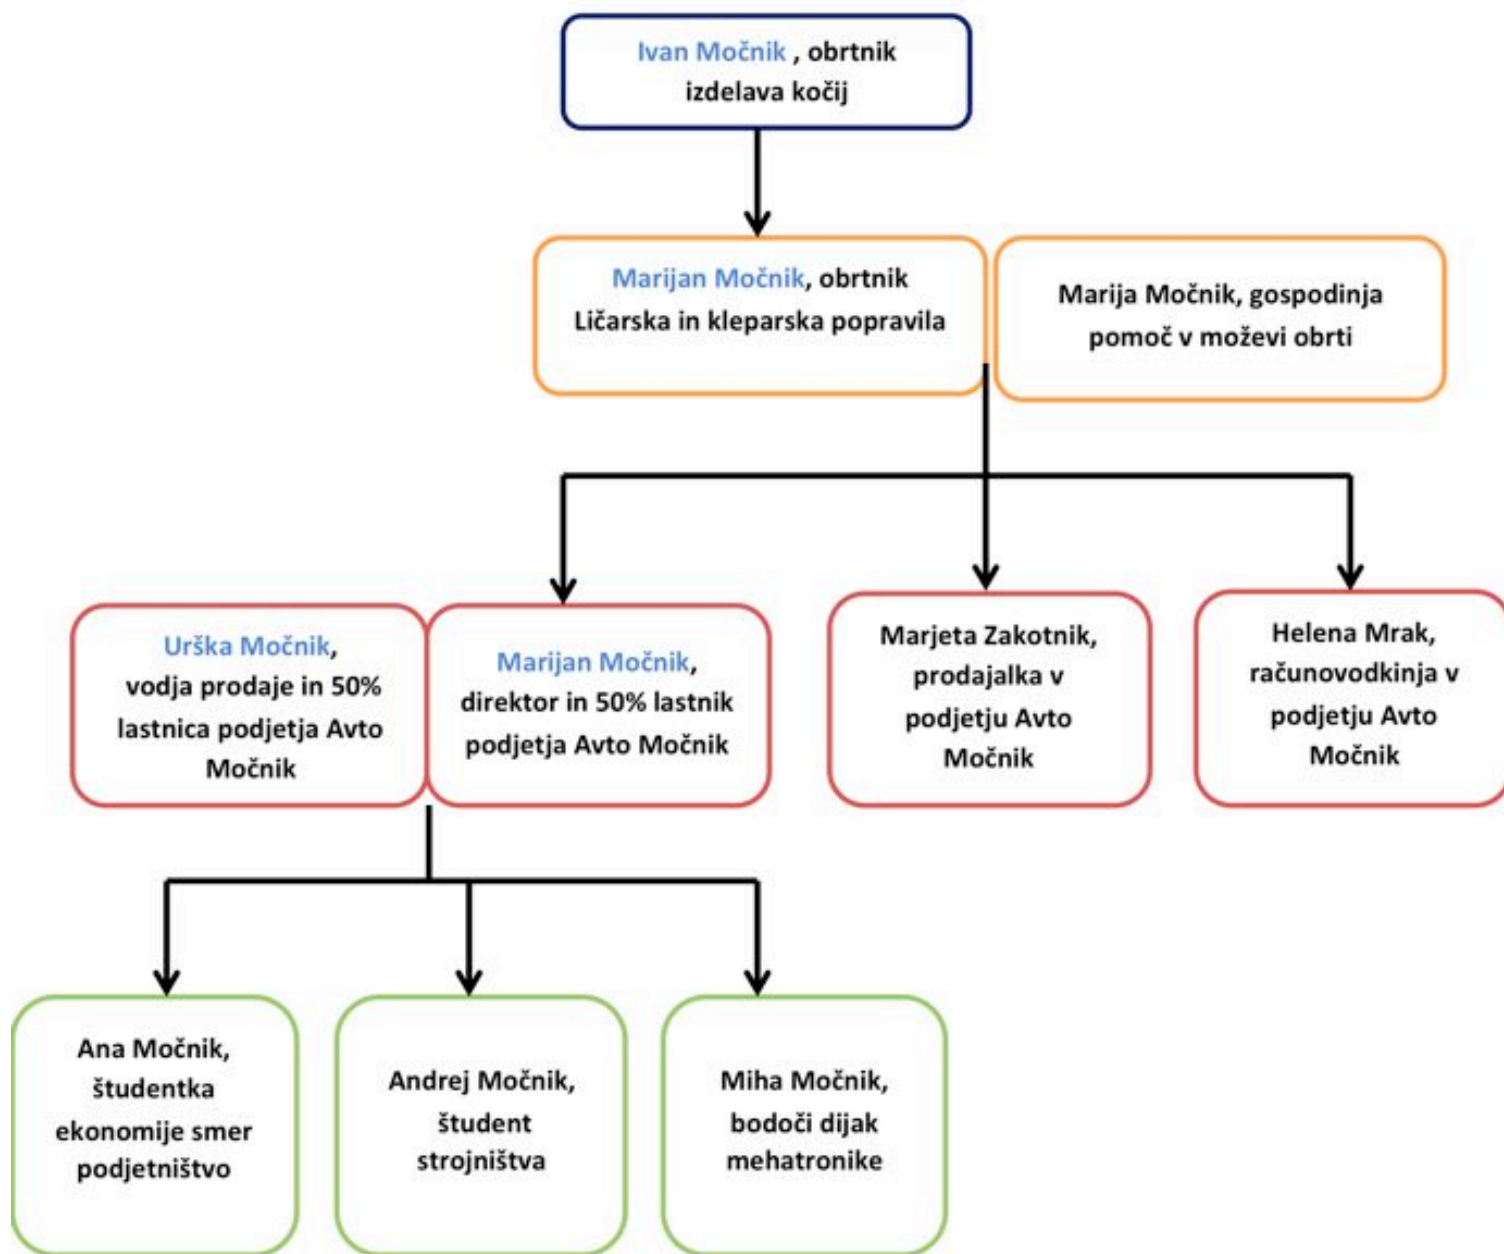 Ivan Močnik , obrtnik
izdelava kočij
Marijan Močnik, obrtnik
Ličarska in kleparska popravila
Marija Močnik, gospodinja
pomoč v moževi obrti
Urška Močnik,
vodja prodaje in 50%
lastnica podjetja Avto
Močnik
Marijan Močnik,
direktor in 50% lastnik
podjetja Avto Močnik
Marjeta Zakotnik,
prodajalka v
podjetju Avto
Močnik
Helena Mrak,
računovodkinja v
podjetju Avto
Močnik
Ana Močnik,
študentka
ekonomije smer
podjetništvo
Andrej Močnik,
študent
strojništva
Miha Močnik,
bodoči dijak
mehatronike